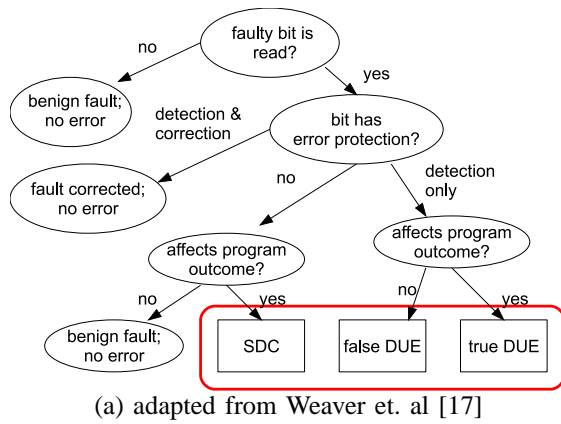 faulty bit is
read?
no
yes
benign fault;
no error
detection &
correction
bit has
error protection?
fault corrected;
no error
no
detection
only
affects program
outcome?
affects program
outcome?
no
yes
no
yes
benign fault;
no error
SDC
false DUE
true DUE
(a) adapted from Weaver et. al [17]